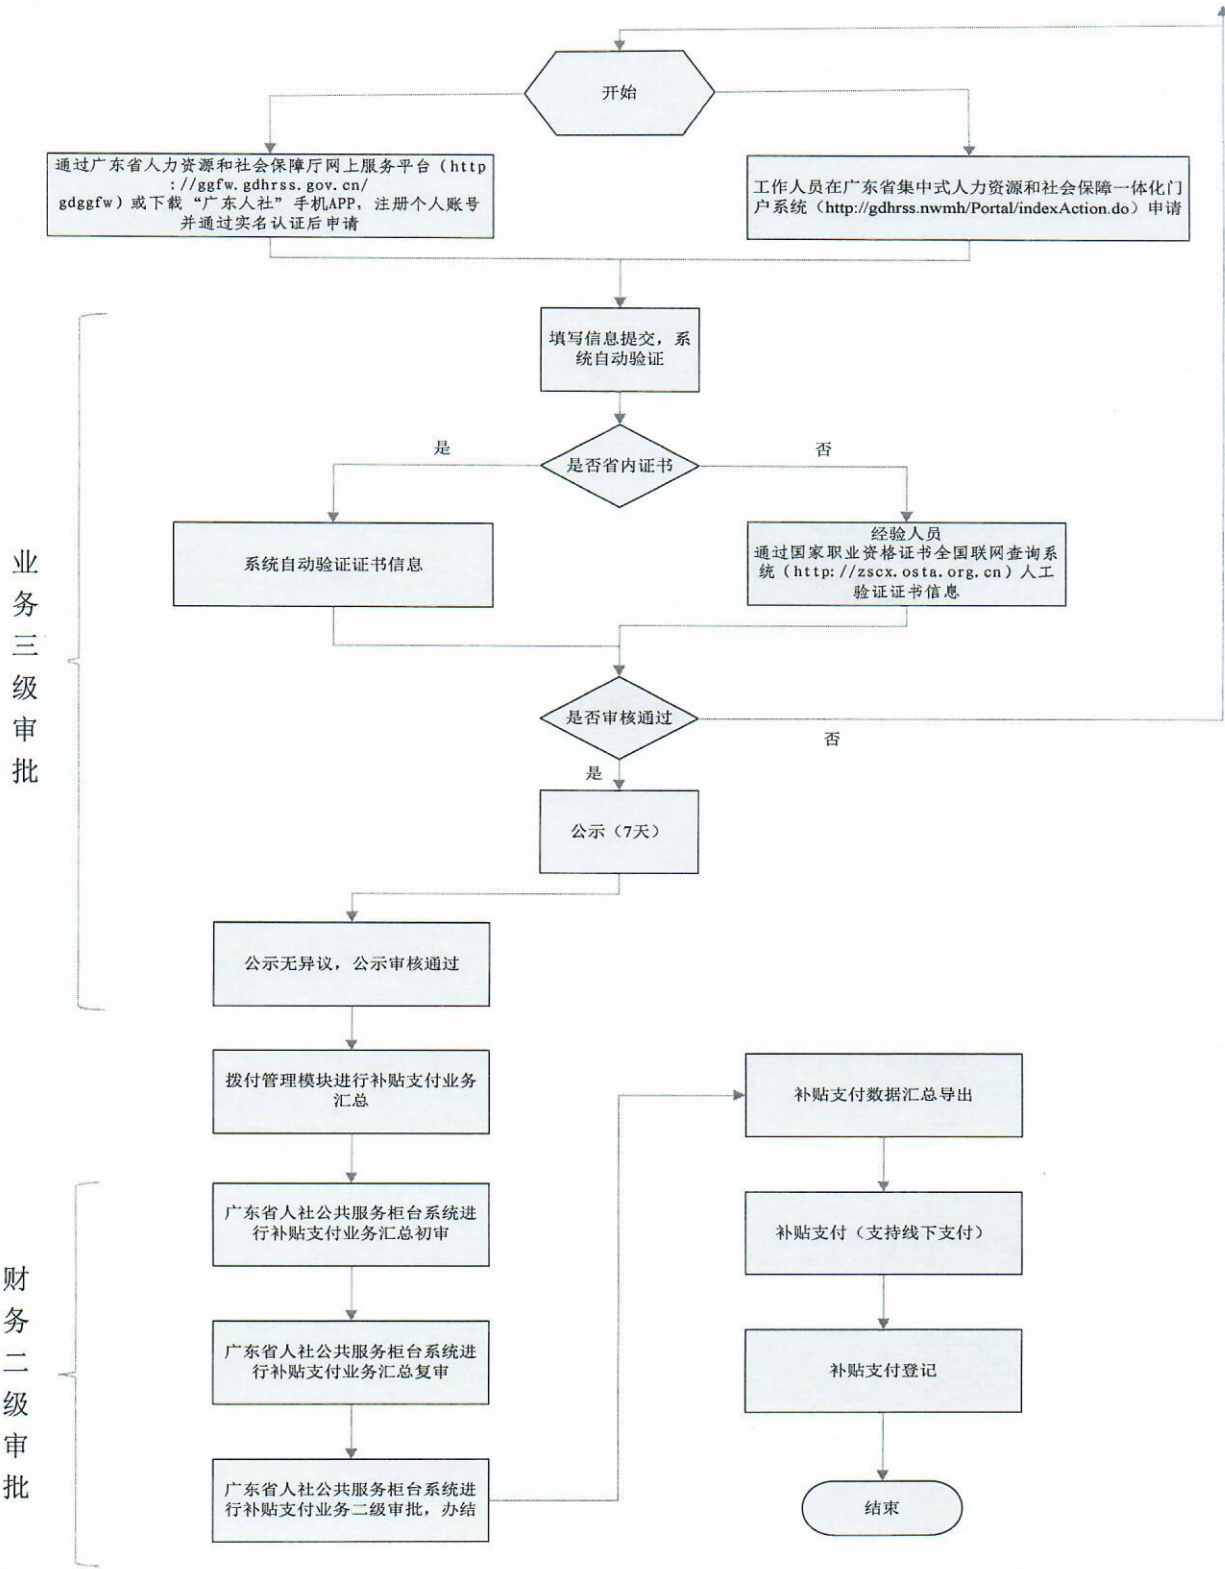 开始
通过广东省人力资源和社会保障厅网上服务平台（http
://ggfw.gdhrss.gov.cn/
gdggfw）或下载“广东人社”手机APP，注册个人账号
并通过实名认证后申请
工作人员在广东省集中式人力资源和社会保障一体化门
户系统（http://gdhrss.nwmh/Portal/indexAction.do）申请
填写信息提交，系
统自动验证
是否省内证书
是
否
系统自动验证证书信息
经验人员
通过国家职业资格证书全国联网查询系
统（http://zscx.osta.org.cn）人工
验证证书信息
业务三级审批
是否审核通过
否
是
公示（7天）
公示无异议，公示审核通过
拨付管理模块进行补贴支付业务
汇总
财务二级审批
广东省人社公共服务柜台系统进
行补贴支付业务汇总初审
广东省人社公共服务柜台系统进
行补贴支付业务汇总复审
广东省人社公共服务柜台系统进
行补贴支付业务二级审批，办结
补贴支付数据汇总导出
补贴支付（支持线下支付）
补贴支付登记
结束